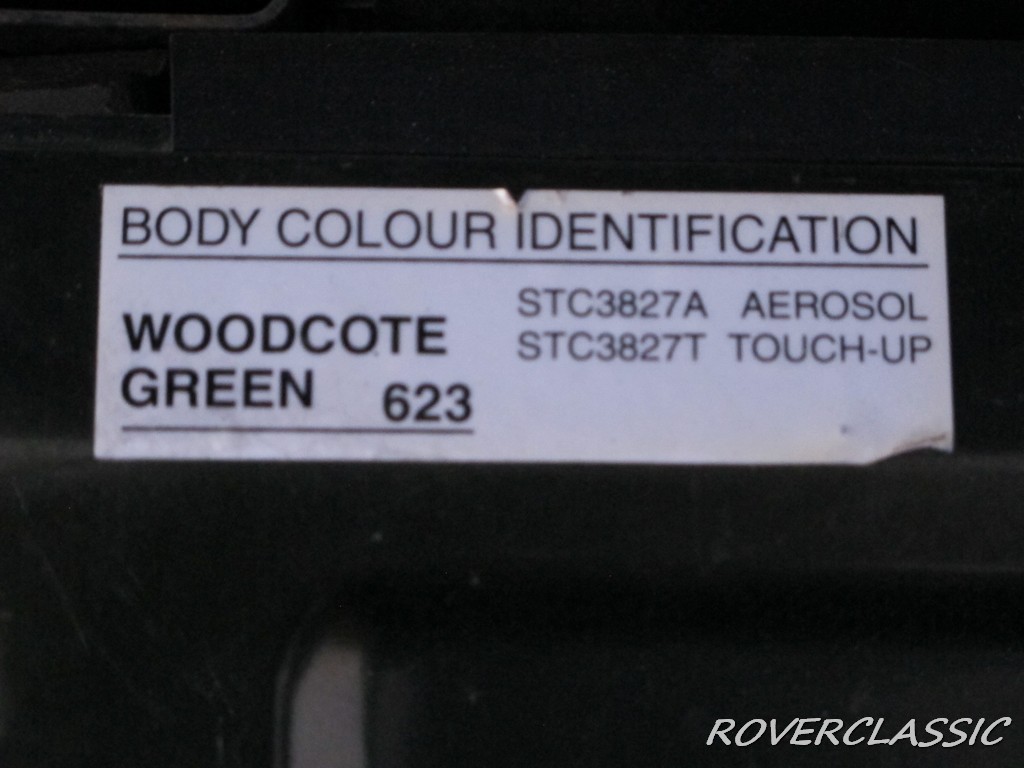 BODY COLOUR IDENTIFICATION
WOODCOTE
GREEN 623
STC3827A AEROSOL
STC3827T TOUCH-UP
ROVERCLASSIC